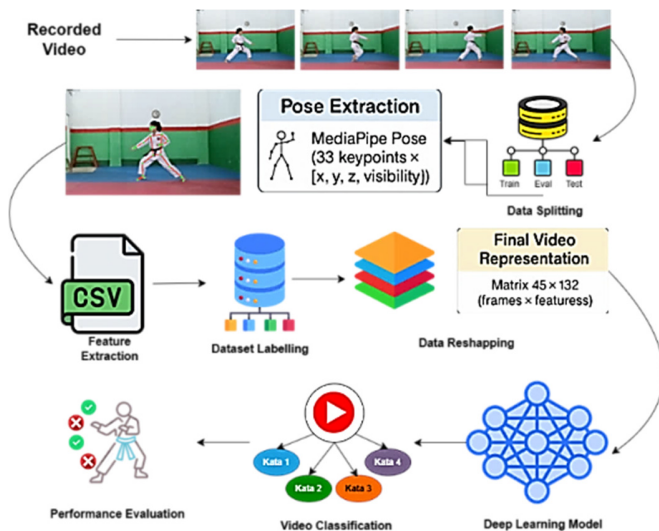 Recorded
Video
Pose Extraction
MediaPipe Pose
(33 keypoints ×
[x, y, z, visibility})
Train
Eval
Test
Data Splitting
CSV
Feature
Extraction
Dataset Labelling
Data Reshapping
Final Video
Representation
Matrix 45 × 132
(frames × featuress)
Performance Evaluation
Kata 1
Kata 2
Kata 3
Kata 4
Video Classification
Deep Learning Model